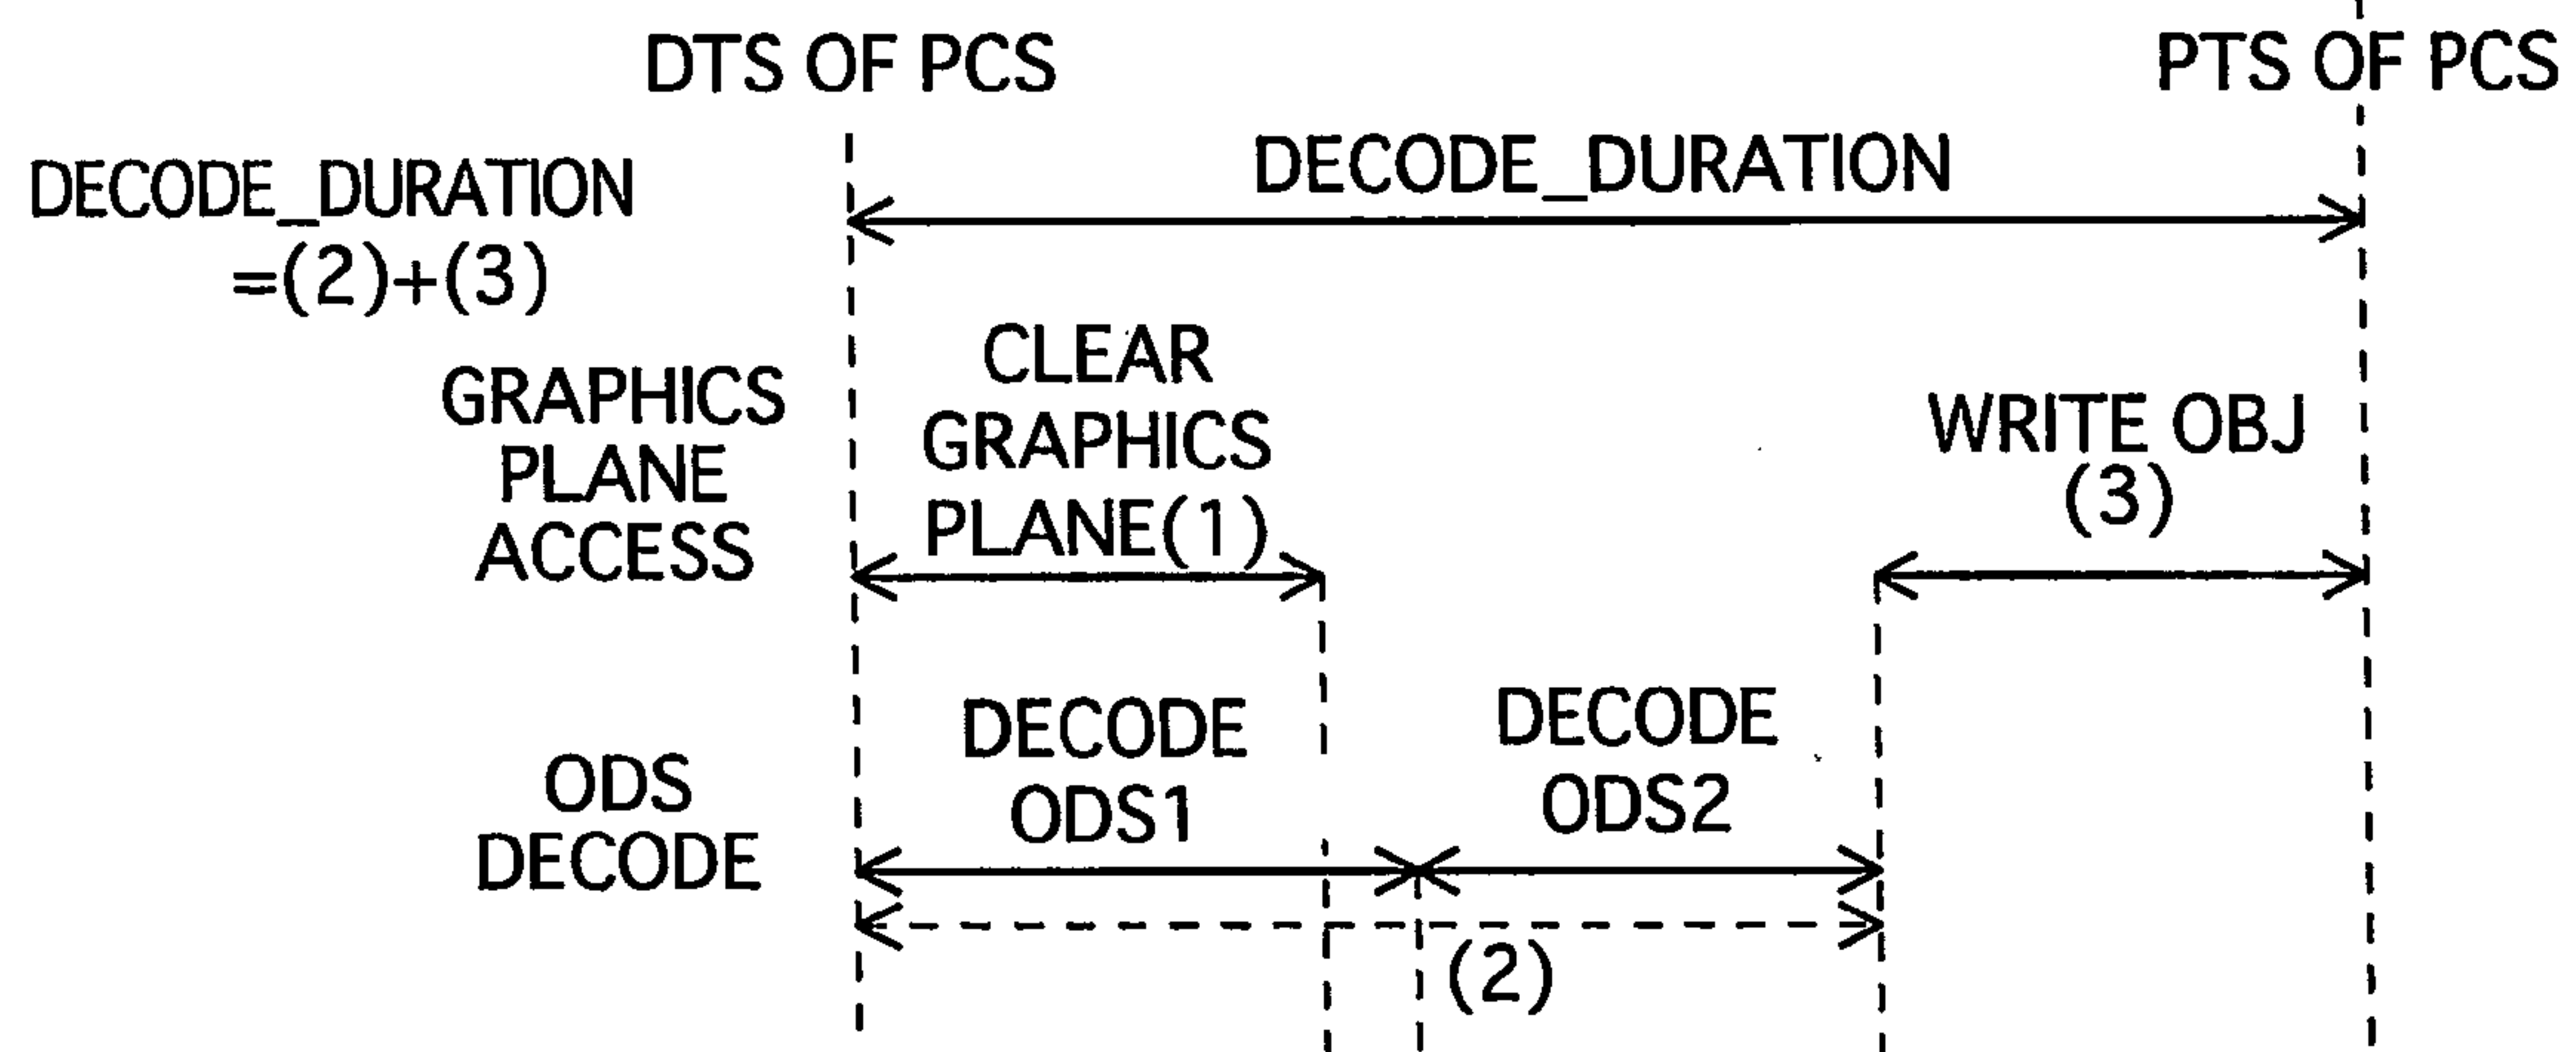 DTS OF PCS
PTS OF PCS
DECODE_DURATION
=(2)+(3)
DECODE_DURATION
GRAPHICS
PLANE
ACCESS
CLEAR
GRAPHICS
PLANE(1)
WRITE OBJ
(3)
ODS
DECODE
DECODE
ODS1
DECODE
ODS2
(2)